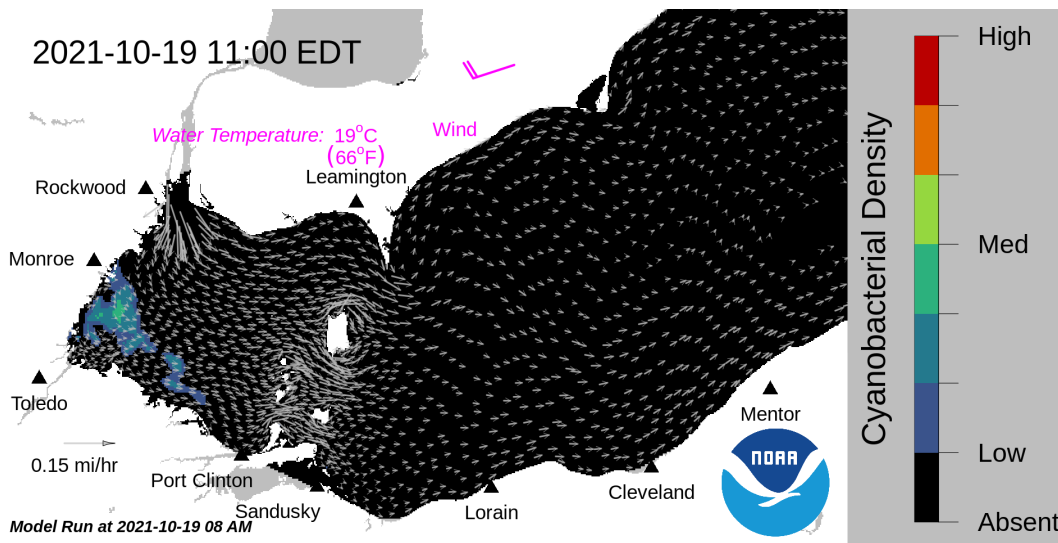 2021-10-19 11:00 EDT
High
Wind
Water Temperature: 19°C
(66°F)
Leamington
Rockwood
Monroe
Med
Cyanobacterial Density
Toledo
Mentor
0.15 mi/hr
NOAA
Low
Port Clinton
Cleveland
Sandusky
Lorain
Model Run at 2021-10-19 08 AM
Absent